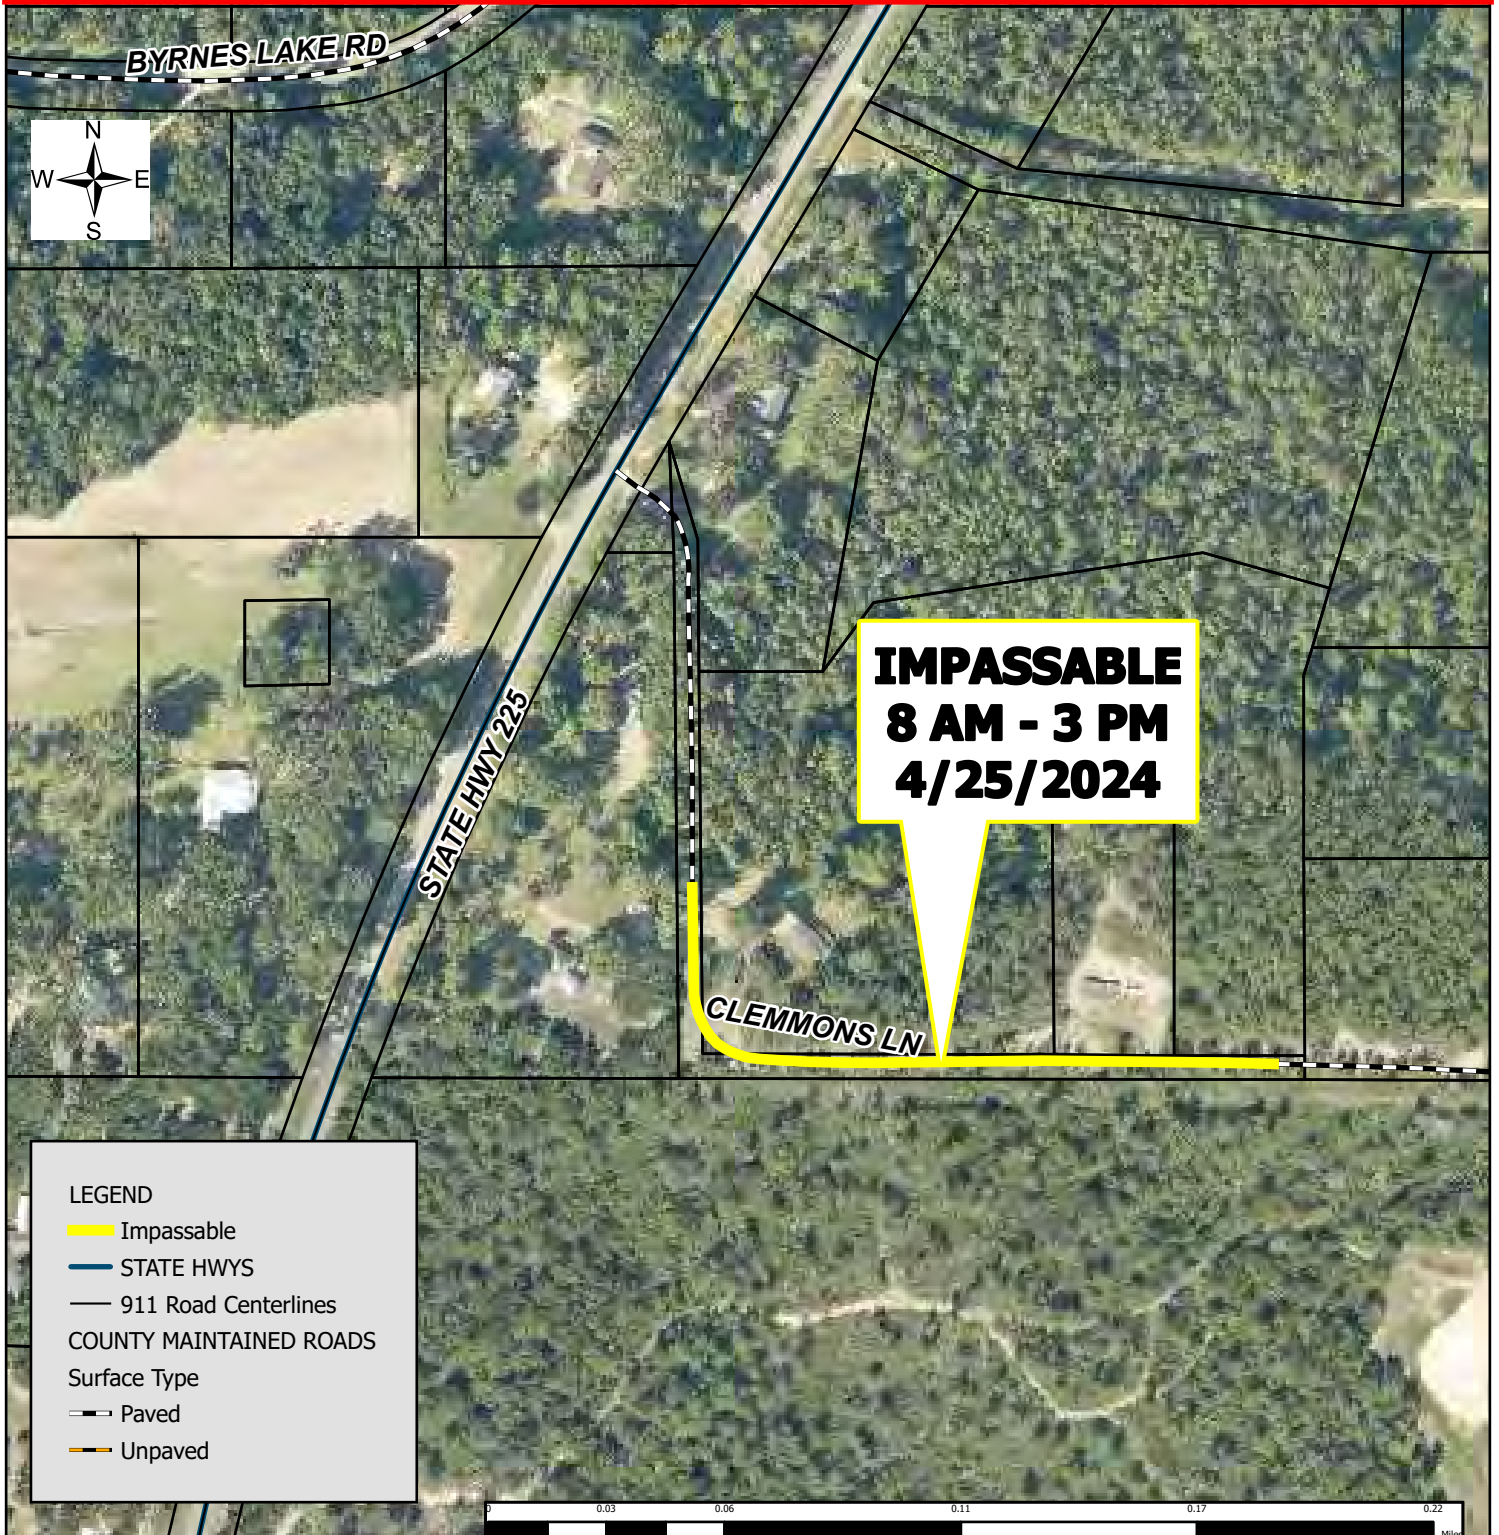 BYRNES LAKE RD
N
W E
S
STATE HWY 225
IMPASSABLE
8 AM - 3 PM
4/25/2024
CLEMMONS LN
LEGEND
Impassable
STATE HWYS
911 Road Centerlines
COUNTY MAINTAINED ROADS
Surface Type
Paved
Unpaved
0 0.03 0.06 0.11 0.17 0.22